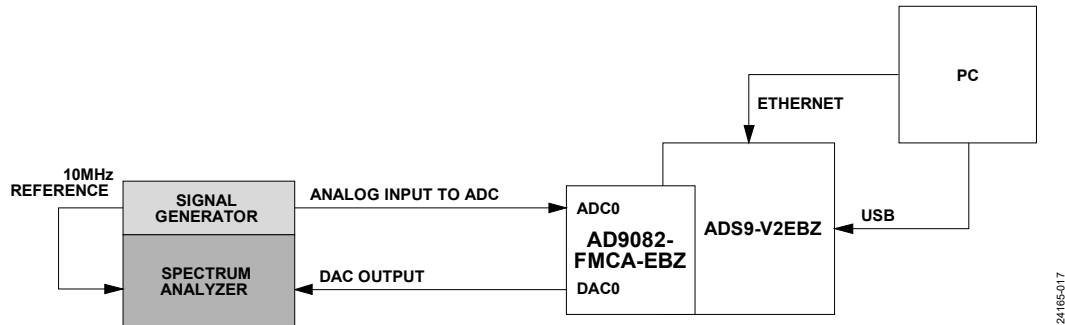 PC
ETHERNET
10MHz
REFERENCE
SIGNAL
GENERATOR
ANALOG INPUT TO ADC
ADC0
AD9082-
FMCA-EBZ
ADS9-V2EBZ
USB
SPECTRUM
ANALYZER
DAC OUTPUT
DAC0
24165-017